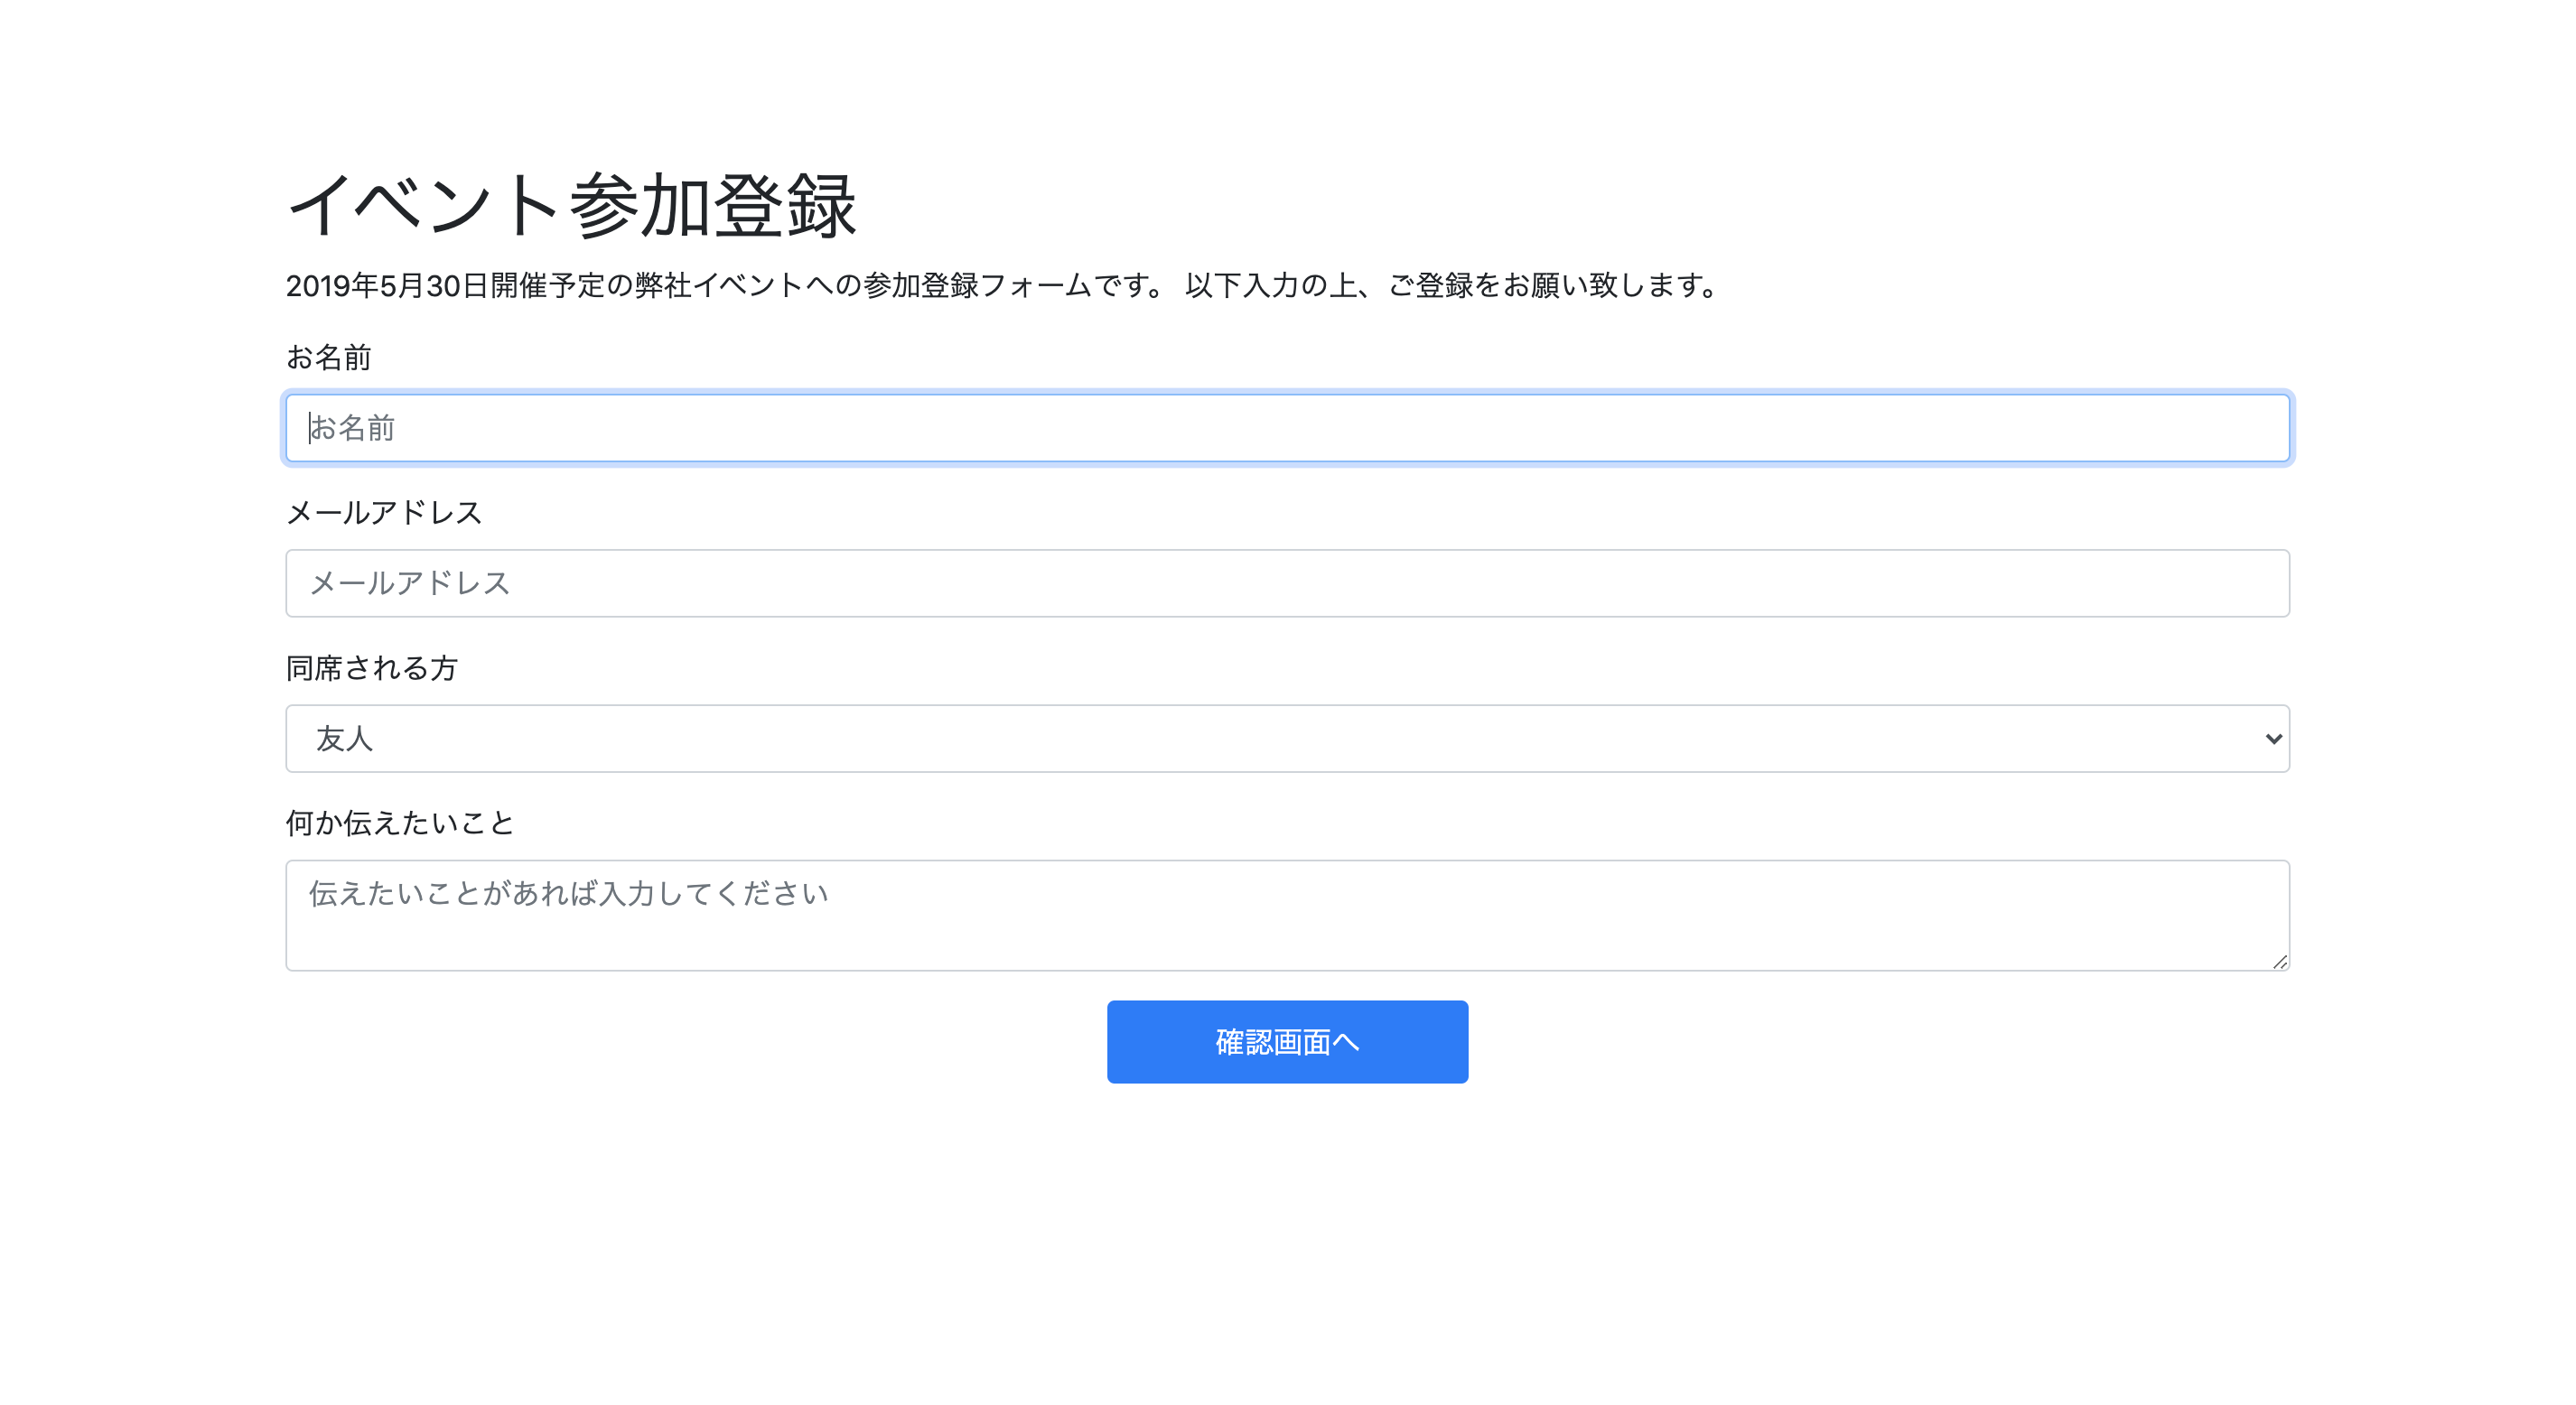 イベント参加登録
2019年5月30日開催予定の弊社イベントへの参加登録フォームです。 以下入力の上、ご登録をお願い致します。
お名前
お名前
メールアドレス
メールアドレス
同席される方
友人
何か伝えたいこと
伝えたいことがあれば入力してください
確認画面へ